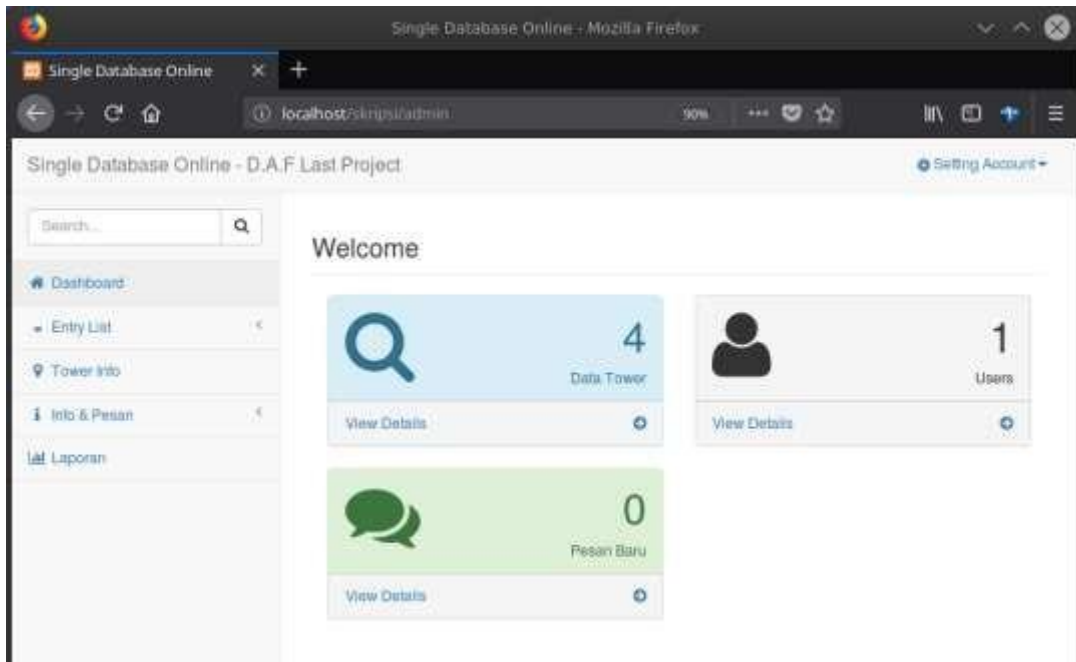 Single Database Online - Mozilla Firefox
Single Database Online
localhost/skripsi/admin
90%
Single Database Online - D.A.F Last Project
Setting Account
Search...
Welcome
Dashboard
Entry List
Tower Info
Info & Pesan
Laporan
4
Data Tower
View Details
1
Users
View Details
0
Pesan Baru
View Details